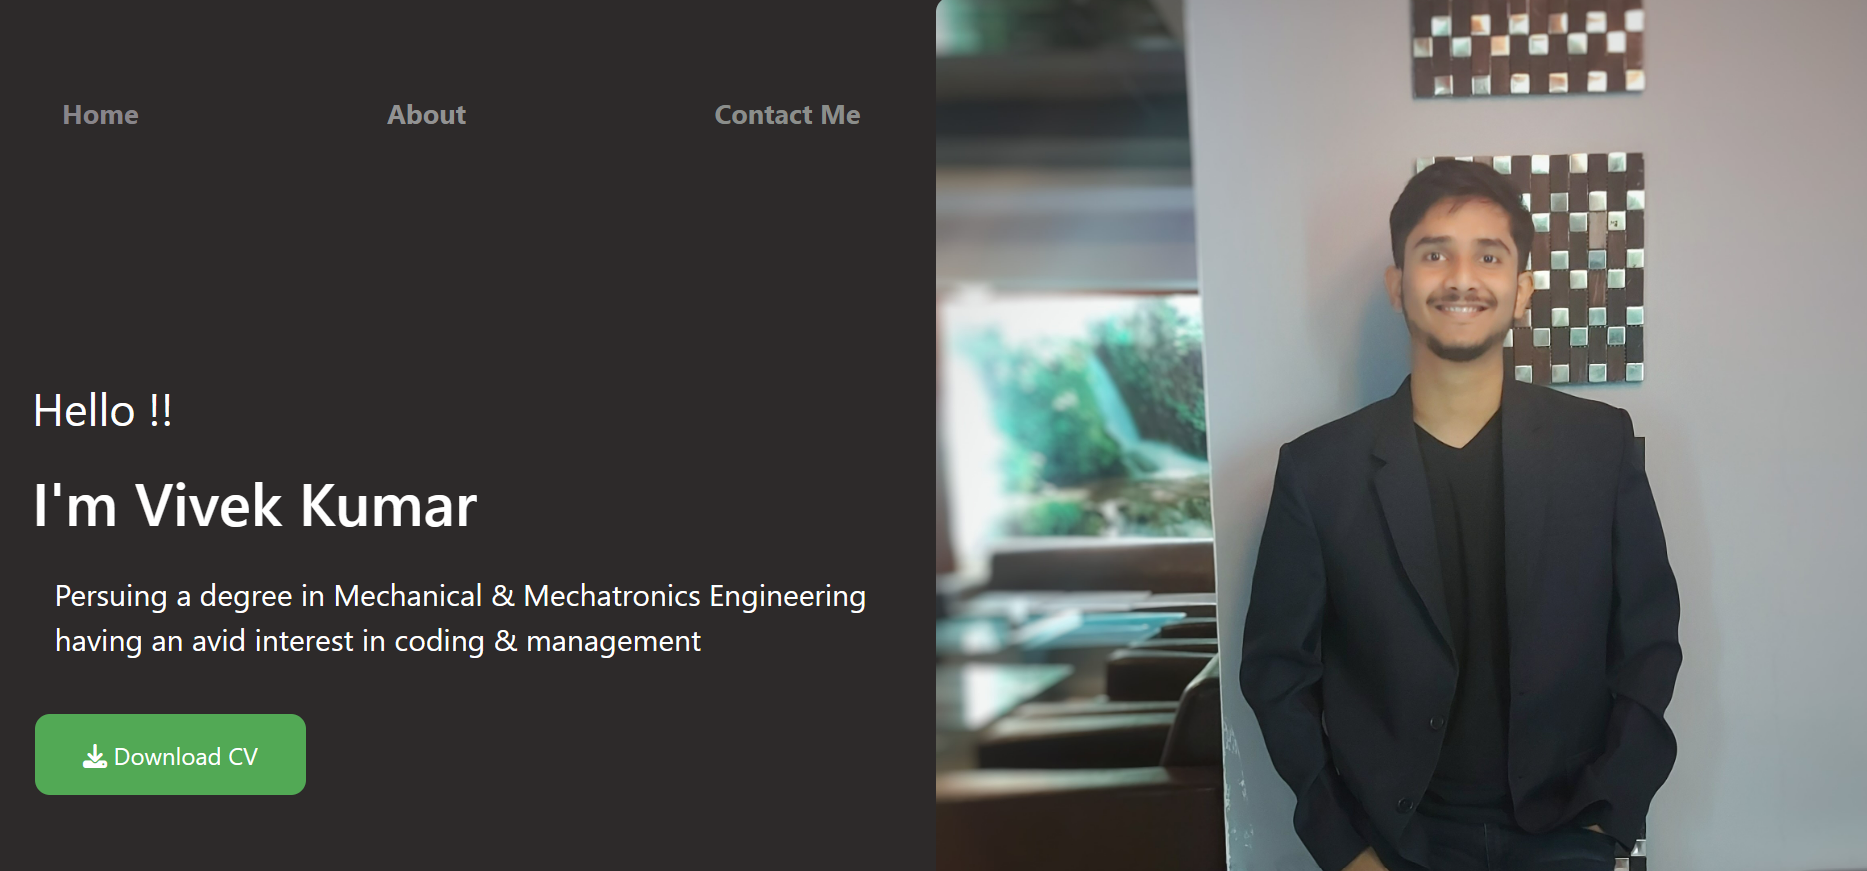 Home About Contact Me
Hello !!
I'm Vivek Kumar
Persuing a degree in Mechanical & Mechatronics Engineering
having an avid interest in coding & management
Download CV